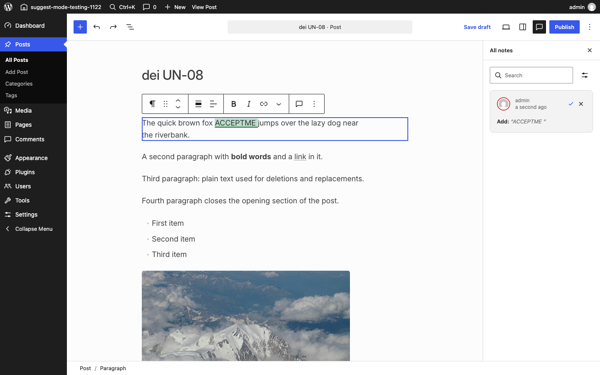 suggest-mode-testing-1122
Ctrl+K
0
New
View Post
admin
Dashboard
Posts
All Posts
Add Post
Categories
Tags
Media
Pages
Comments
Appearance
Plugins
Users
Tools
Settings
Collapse Menu
dei UN-08 · Post
Save draft
Publish
dei UN-08
B
I
The quick brown fox ACCEPTME jumps over the lazy dog near
the riverbank.
A second paragraph with bold words and a link in it.
Third paragraph: plain text used for deletions and replacements.
Fourth paragraph closes the opening section of the post.
First item
Second item
Third item
All notes
Search
admin
a second ago
Add: "ACCEPTME "
Post / Paragraph